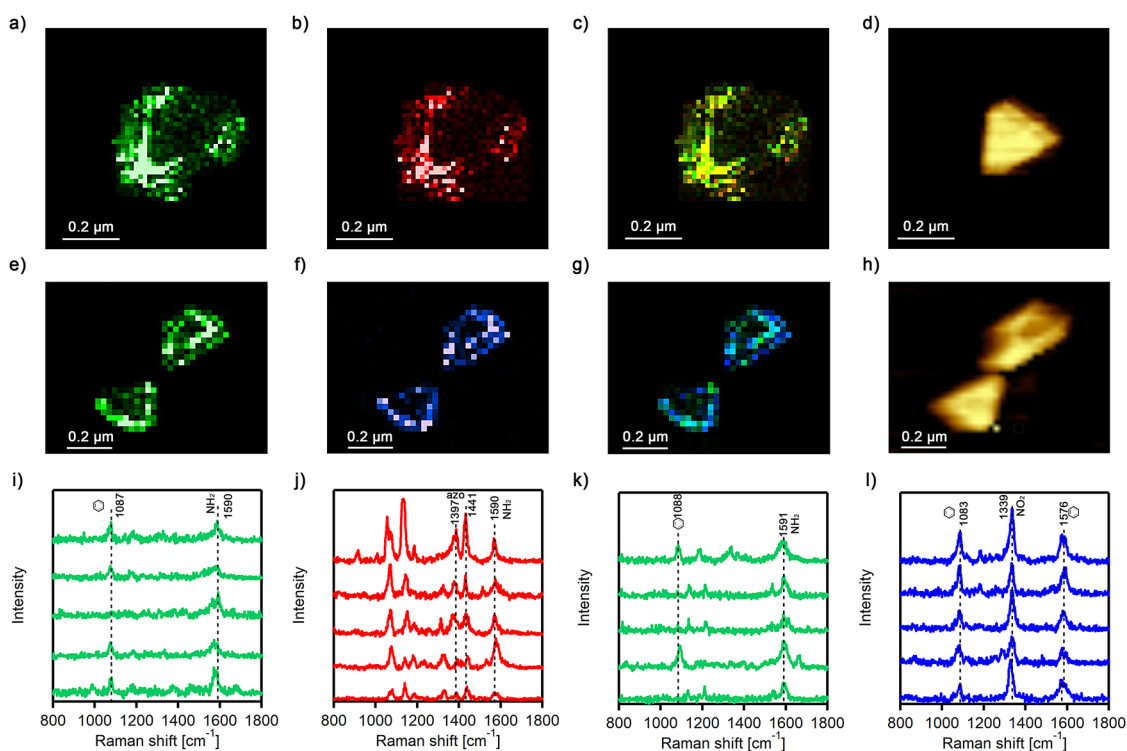 a)
b)
c)
d)
0.2 µm
0.2 µm
0.2 µm
0.2 µm
e)
f)
g)
h)
0.2 µm
0.2 µm
0.2 µm
0.2 µm
i)
1087
NH₂
1590
Intensity
800 1000 1200 1400 1600 1800
Raman shift [cm⁻¹]
j)
azo
1397
1441
1590
NH₂
Intensity
800 1000 1200 1400 1600 1800
Raman shift [cm⁻¹]
k)
1088
1591
NH₂
Intensity
800 1000 1200 1400 1600 1800
Raman shift [cm⁻¹]
l)
1083
1339
NO₂
1576
Intensity
800 1000 1200 1400 1600 1800
Raman shift [cm⁻¹]